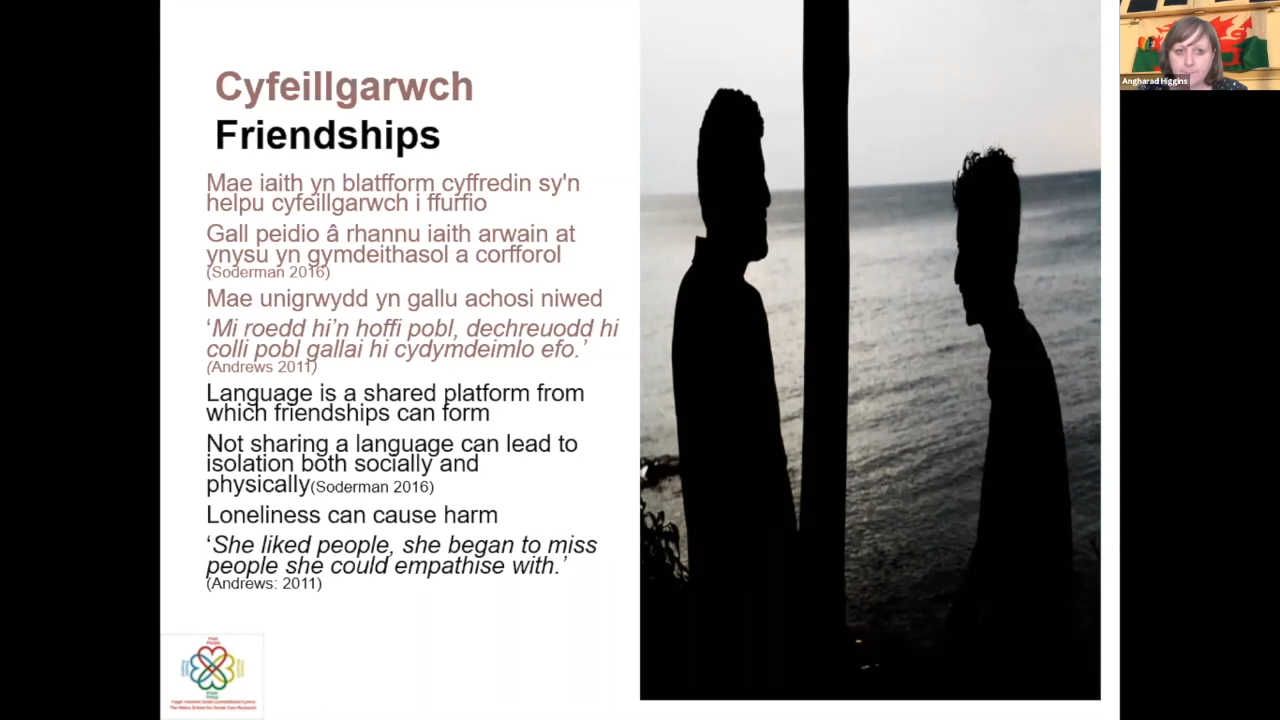 Cyfeillgarwch
Friendships
Mae iaith yn blatfform cyffredin sy'n
helpu cyfeillgarwch i ffurfio
Gall peidio â rhannu iaith arwain at
ynysu yn gymdeithasol a corfforol
(Soderman 2016)
Mae unigrwydd yn gallu achosi niwed
‘Mi roedd hi’n hoffi pobl, dechreuodd hi
colli pobl gallai hi cydymdeimlo efo.’
(Andrews 2011)
Language is a shared platform from
which friendships can form
Not sharing a language can lead to
isolation both socially and
physically(Soderman 2016)
Loneliness can cause harm
‘She liked people, she began to miss
people she could empathise with.’
(Andrews: 2011)
Angharad Higgins